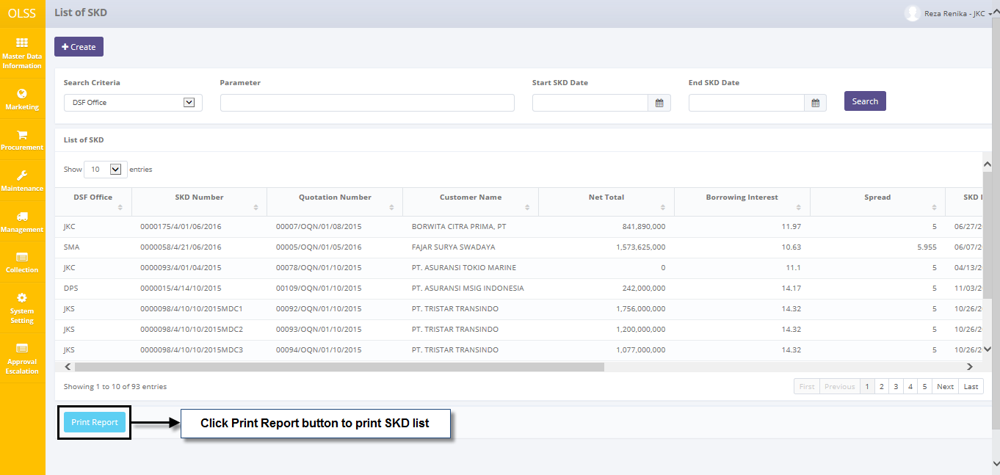 OLSS
List of SKD
Reza Renika - JKC
Master Data
Information
Marketing
Procurement
Maintenance
Management
Collection
System
Setting
Approval
Escalation
Create
Search Criteria
Parameter
Start SKD Date
End SKD Date
DSF Office
Search
List of SKD
Show 10 entries
DSF Office SKD Number Quotation Number Customer Name Net Total Borrowing Interest Spread SKD
JKC 0000175/4/01/06/2016 00007/OQN/01/08/2015 BORWITA CITRA PRIMA, PT 841,890,000 11.97 5 06/27/2
SMA 0000058/4/21/06/2016 00005/OQN/01/05/2016 FAJAR SURYA SWADAYA 1,573,625,000 10.63 5.955 06/07/2
JKC 0000093/4/01/04/2015 00078/OQN/01/10/2015 PT. ASURANSI TOKIO MARINE 0 11.1 5 04/13/2
DPS 0000015/4/14/10/2015 00109/OQN/01/10/2015 PT. ASURANSI MSIG INDONESIA 242,000,000 14.17 5 11/03/2
JKS 0000098/4/10/10/2015MDC1 00092/OQN/01/10/2015 PT. TRISTAR TRANSINDO 1,756,000,000 14.32 5 10/26/2
JKS 0000098/4/10/10/2015MDC2 00093/OQN/01/10/2015 PT. TRISTAR TRANSINDO 1,200,000,000 14.32 5 10/26/2
JKS 0000098/4/10/10/2015MDC3 00094/OQN/01/10/2015 PT. TRISTAR TRANSINDO 1,077,000,000 14.32 5 10/26/2
Showing 1 to 10 of 93 entries
First Previous 1 2 3 4 5 Next Last
Print Report
Click Print Report button to print SKD list